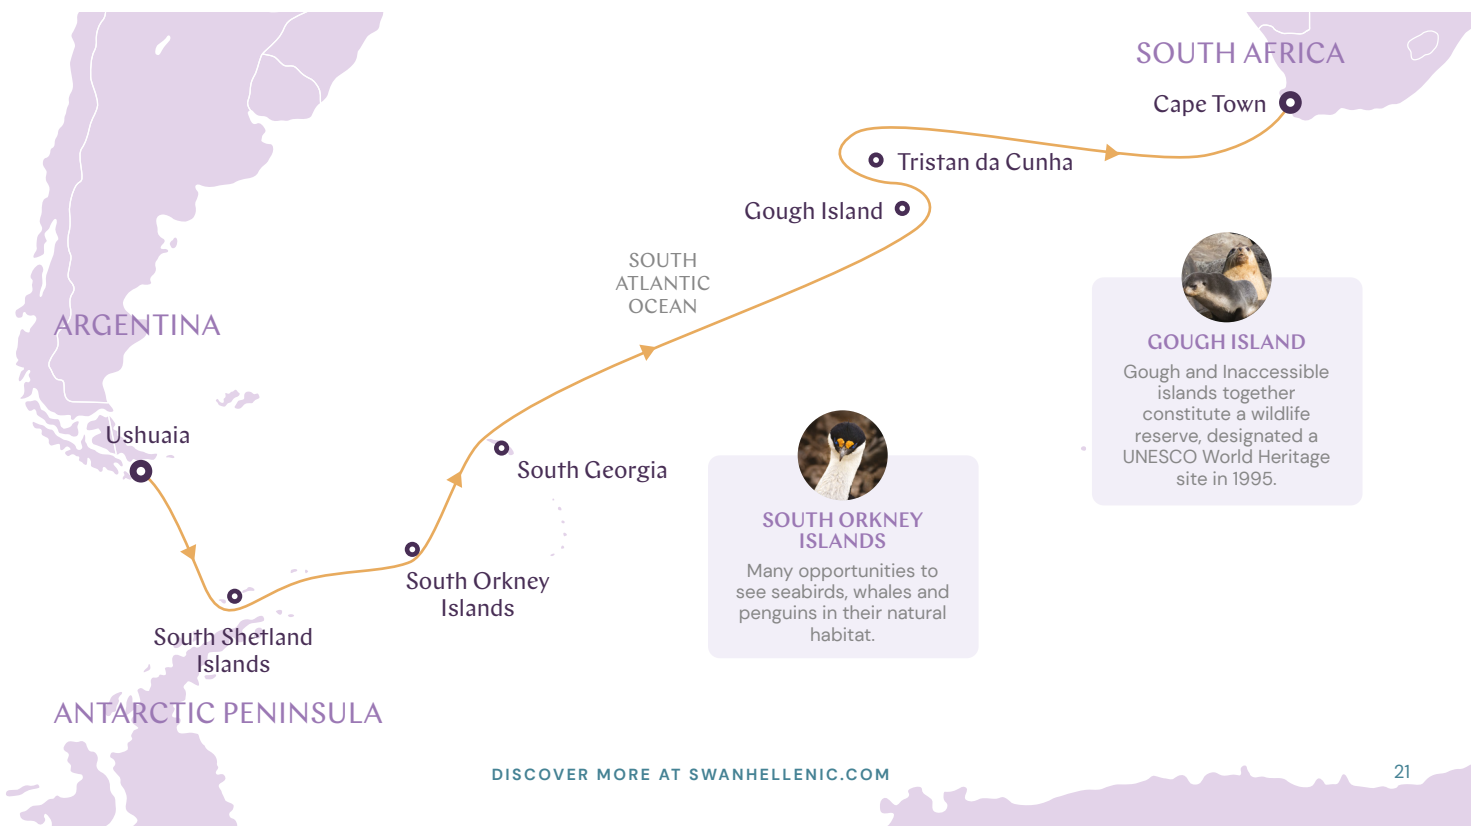 SOUTH AFRICA
Cape Town
Tristan da Cunha
Gough Island
SOUTH
ATLANTIC
OCEAN
ARGENTINA
GOUGH ISLAND
Gough and Inaccessible
islands together
constitute a wildlife
reserve, designated a
UNESCO World Heritage
site in 1995.
Ushuaia
South Georgia
SOUTH ORKNEY
ISLANDS
Many opportunities to
see seabirds, whales and
penguins in their natural
habitat.
South Orkney
Islands
South Shetland
Islands
ANTARCTIC PENINSULA
DISCOVER MORE AT SWANHELLENIC.COM
21